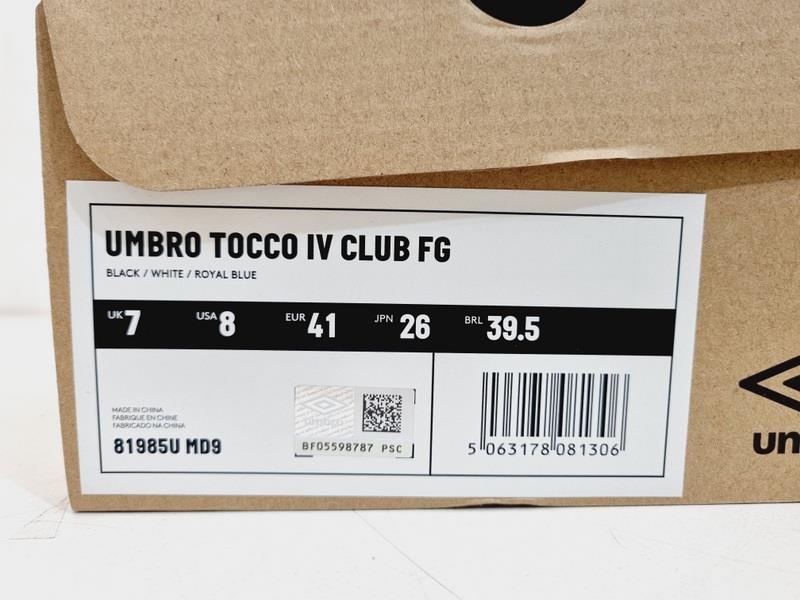 UMBRO TOCCO IV CLUB FG
BLACK / WHITE / ROYAL BLUE
UK 7 USA 8 EUR 41 JPN 26 BRL 39.5
MADE IN CHINA
FABRIQUE EN CHINE
FABRICADO NA CHINA
81985U MD9
umbro
BF05598787 PSC
5 063178 081306
um